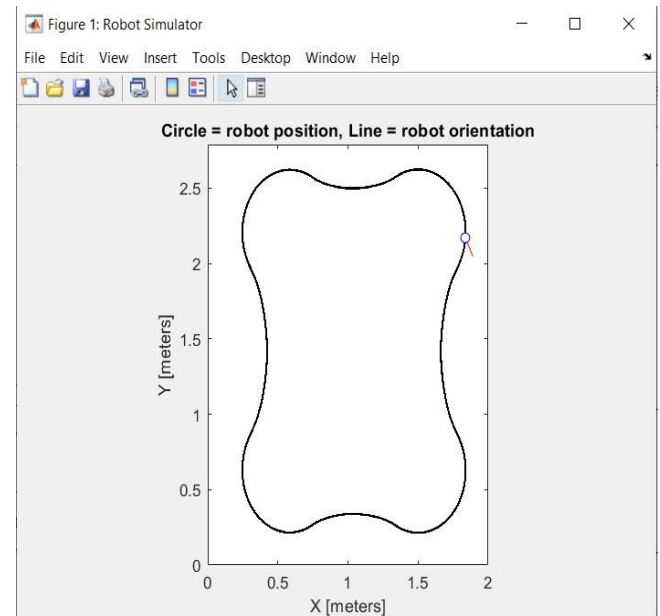 Figure 1: Robot Simulator
File Edit View Insert Tools Desktop Window Help
Circle = robot position, Line = robot orientation
2.5
2
1.5
1
0.5
0
Y [meters]
0 0.5 1 1.5 2
X [meters]